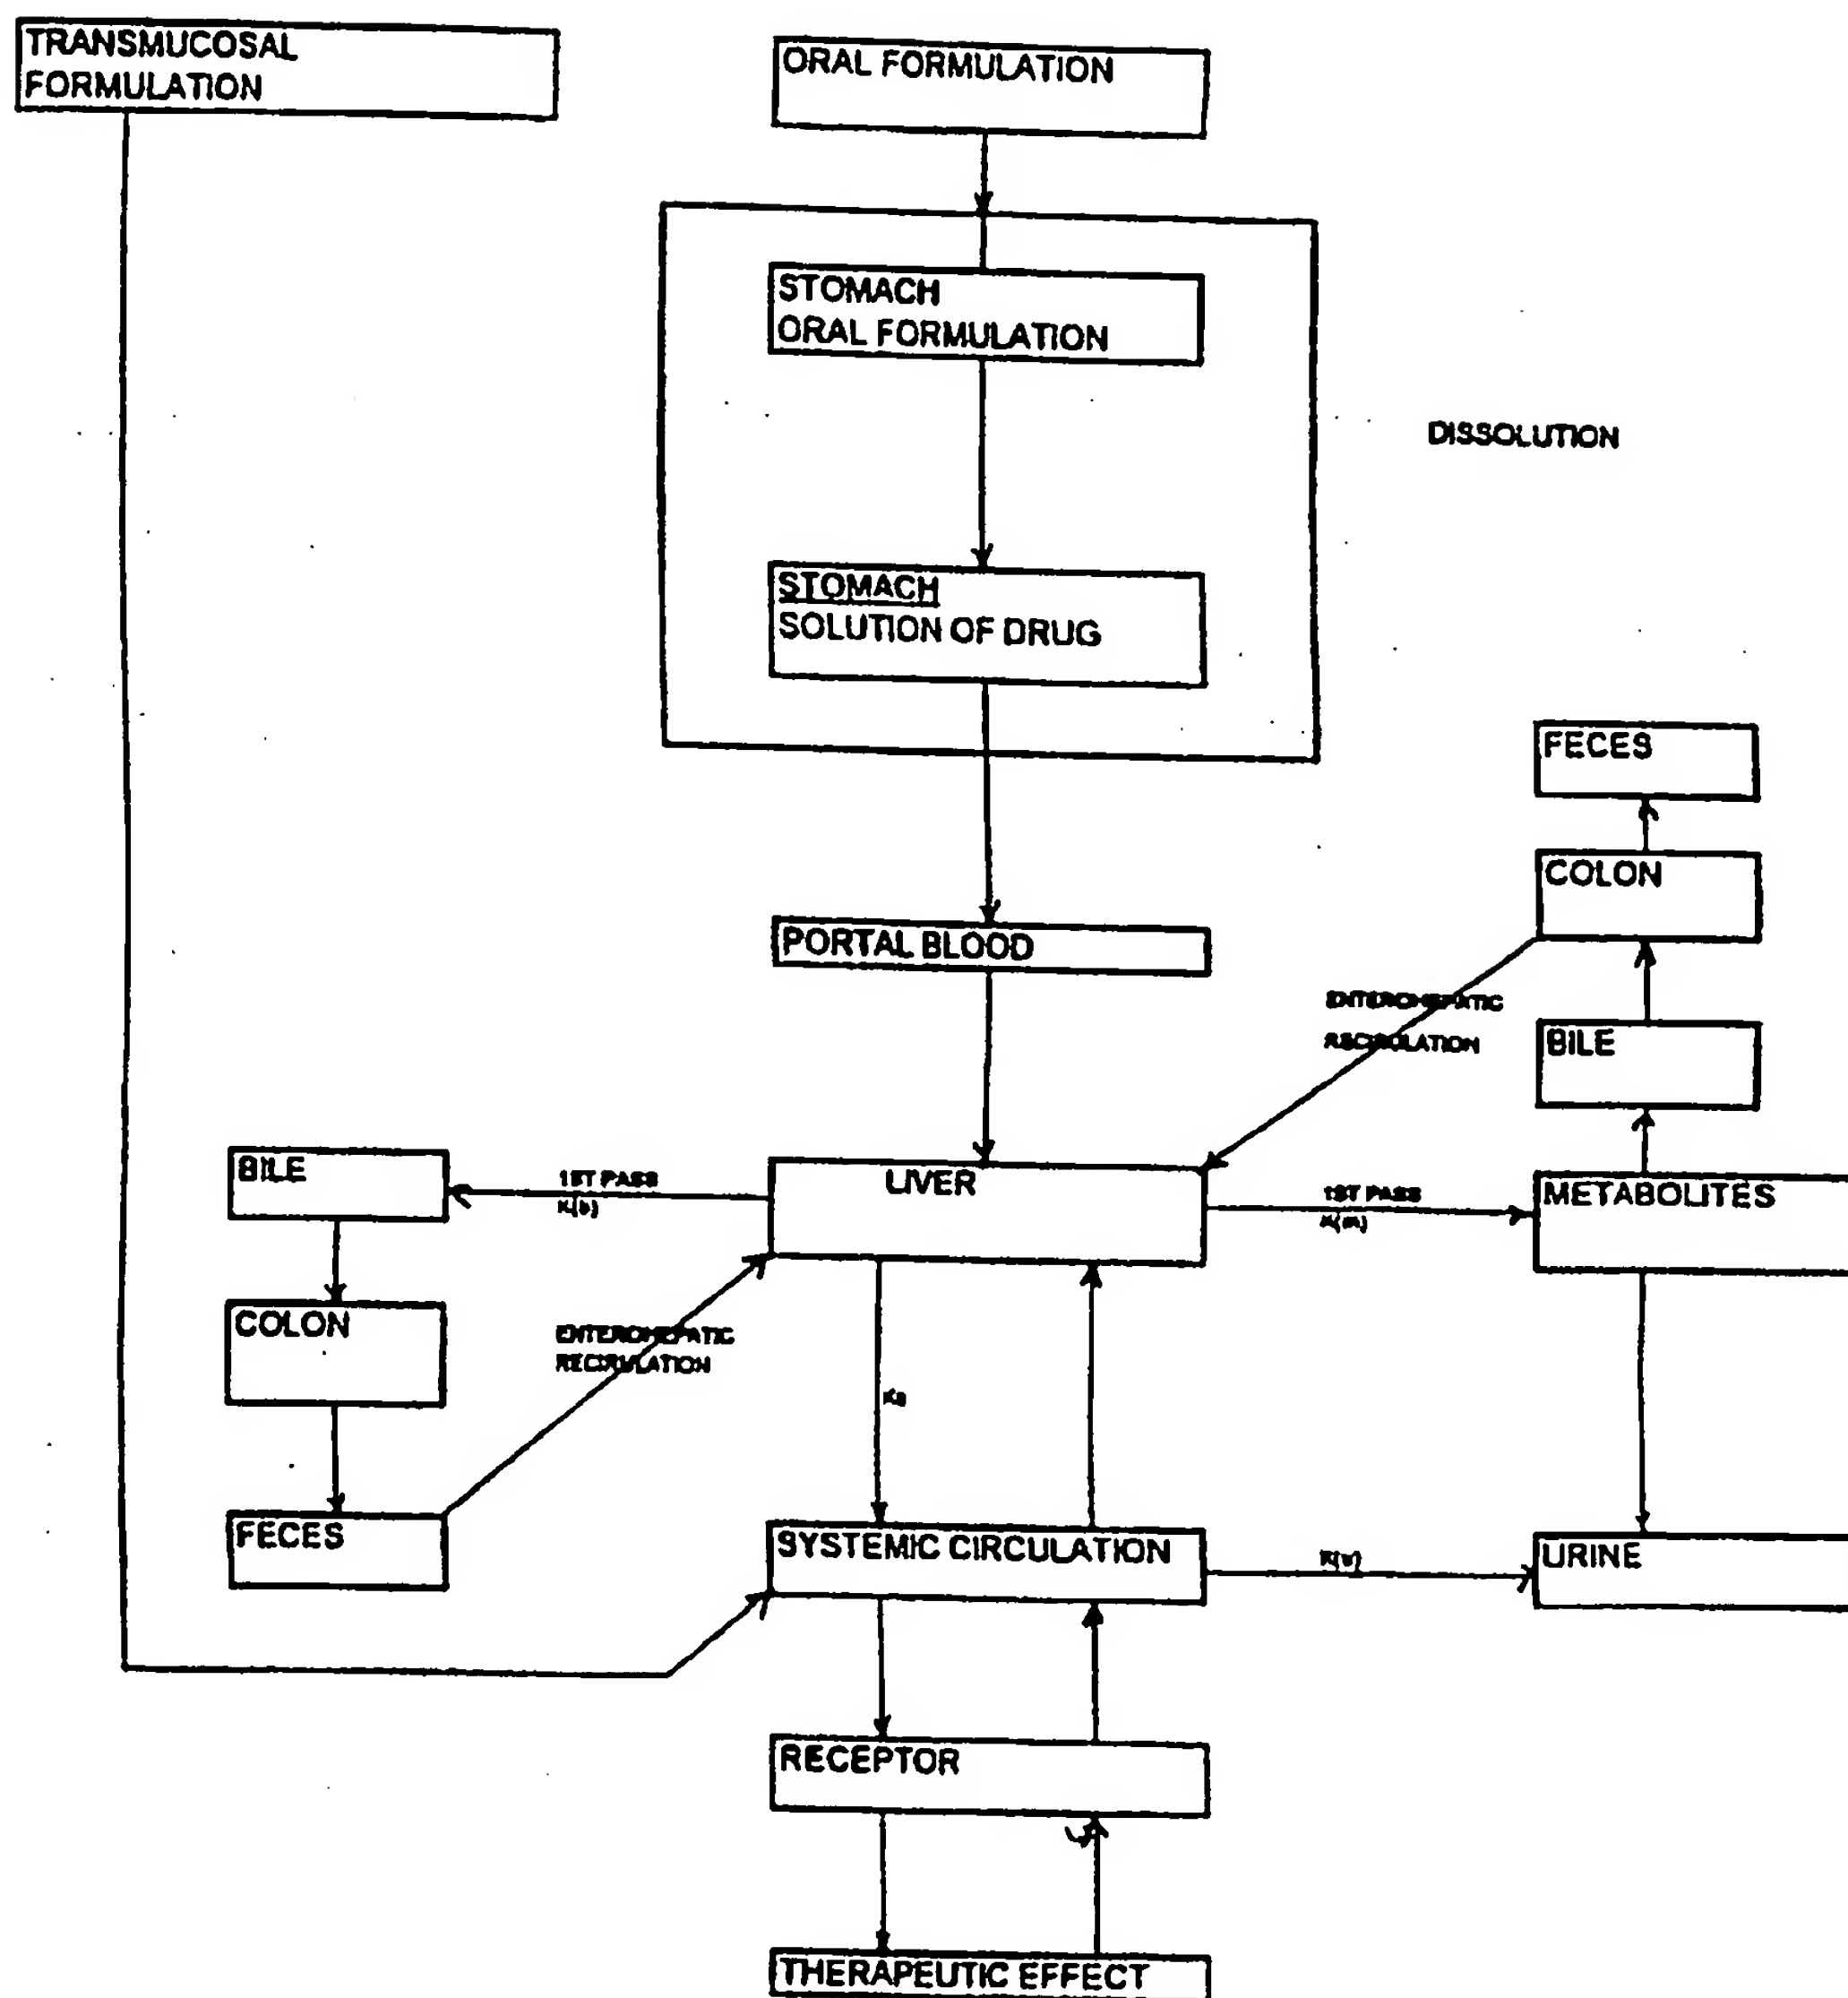 TRANSMUCOSAL
FORMULATION
ORAL FORMULATION
STOMACH
ORAL FORMULATION
DISSOLUTION
STOMACH
SOLUTION OF DRUG
FECES
COLON
PORTAL BLOOD
ENTEROHEPATIC
BILE
BILE
1ST PASS
K(b)
LIVER
1ST PASS
K(m)
METABOLITES
COLON
ENTEROHEPATIC
FECES
SYSTEMIC CIRCULATION
URINE
RECEPTOR
THERAPEUTIC EFFECT